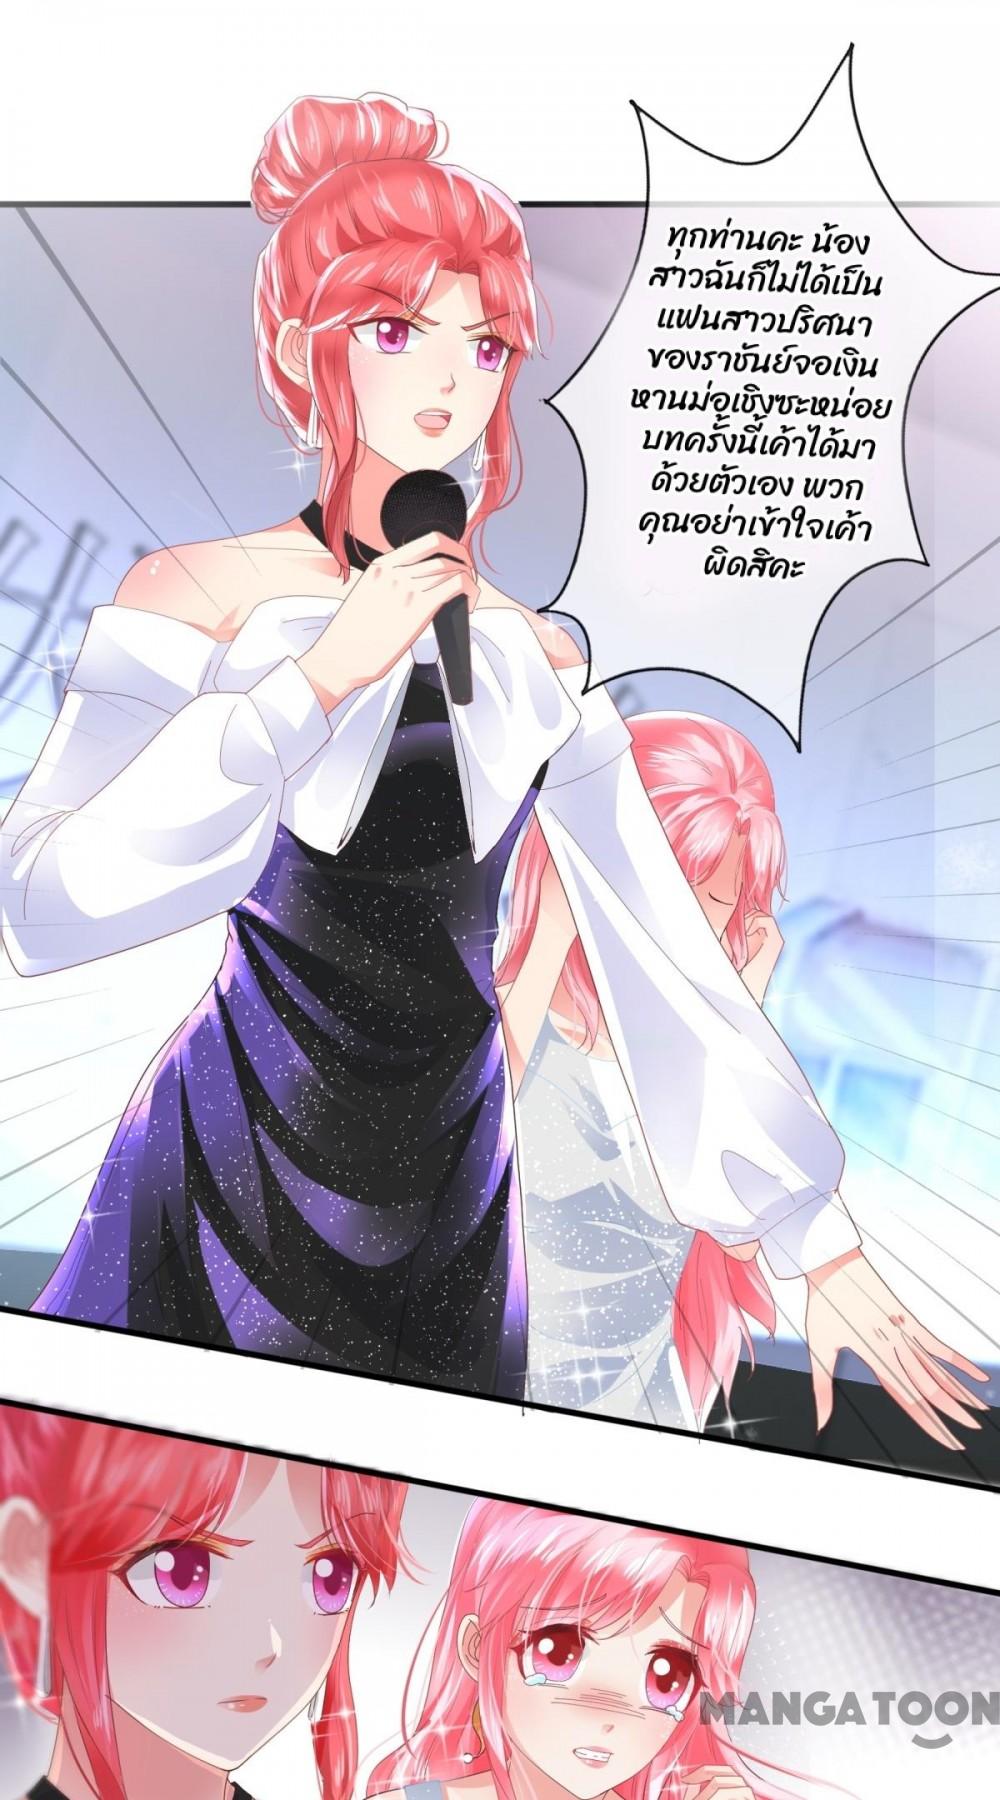 ทุกท่านคะ น้อง
สาวฉันก็ไม่ได้เป็น
แฟนสาวปริศนา
ของราชันย์จอเงิน
หานม่อเชิงซะหน่อย
บทครั้งนี้เค้าได้มา
ด้วยตัวเอง พวก
คุณอย่าเข้าใจเค้า
ผิดสิคะ
MANGATOON